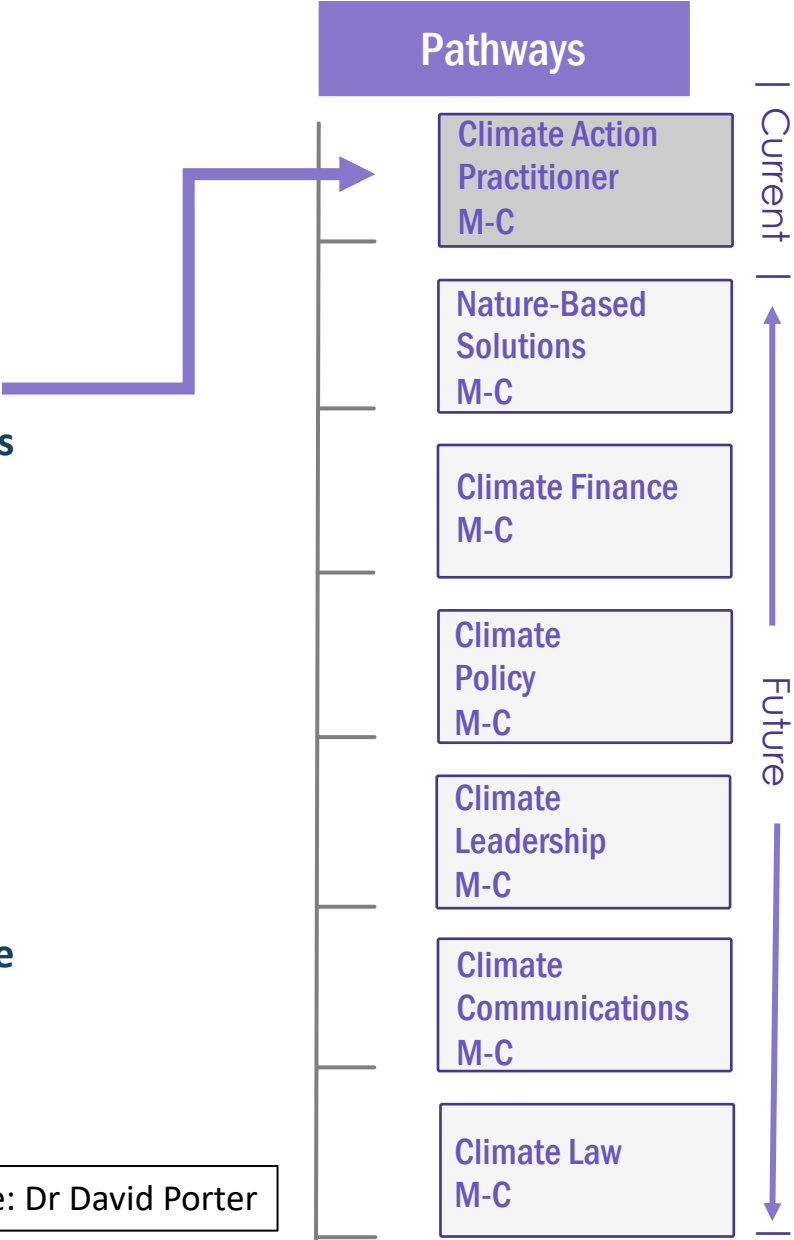 Pathways
Climate Action
Practitioner
M-C
Current
Nature-Based
Solutions
M-C
s
Climate Finance
M-C
Climate
Policy
M-C
Future
Climate
Leadership
M-C
e
Climate
Communications
M-C
Climate Law
M-C
e: Dr David Porter